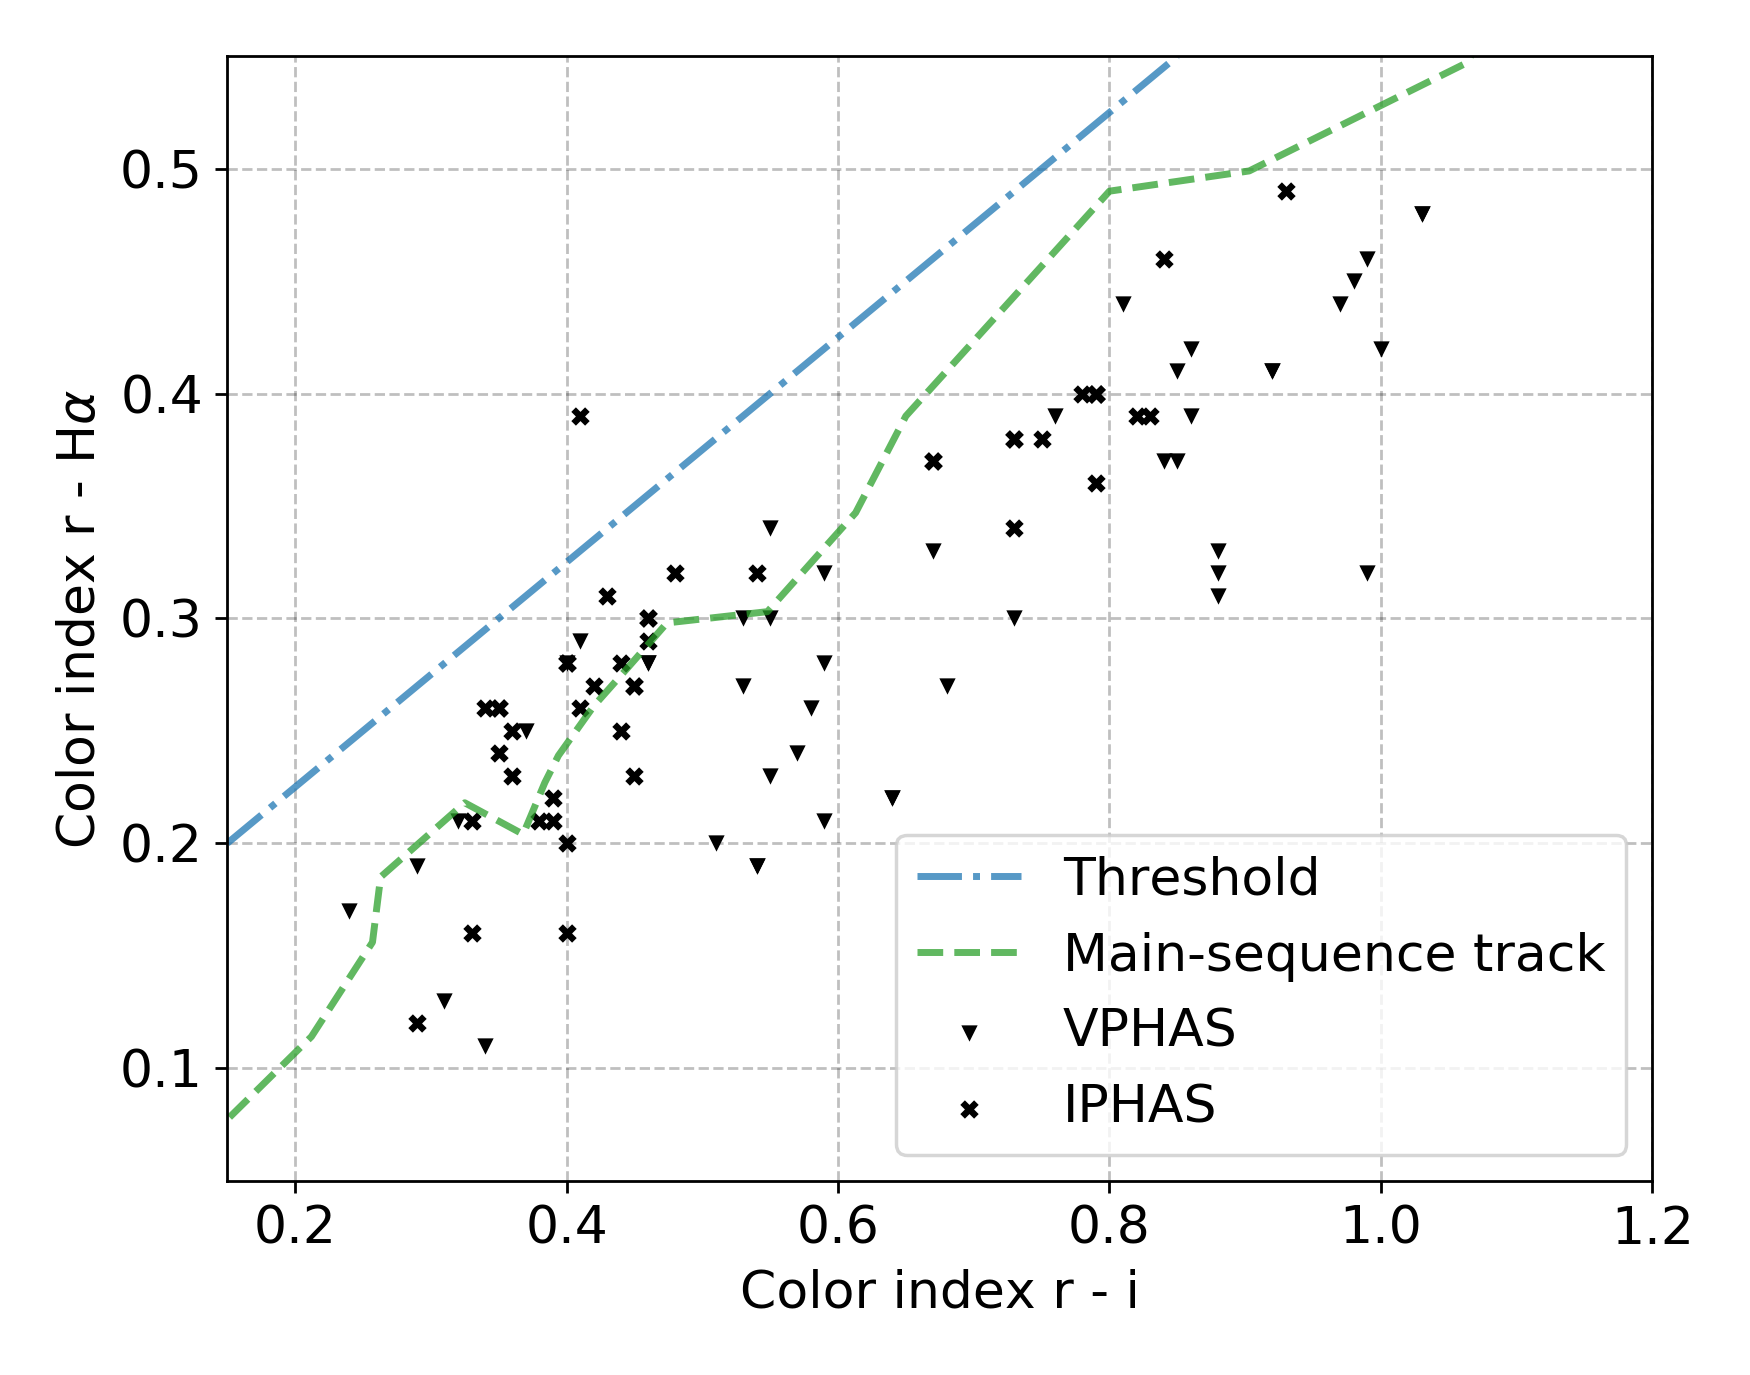 0.5
0.4
0.3
0.2
0.1
Color index r - Hα
Threshold
Main-sequence track
VPHAS
IPHAS
0.2 0.4 0.6 0.8 1.0 1.2
Color index r - i